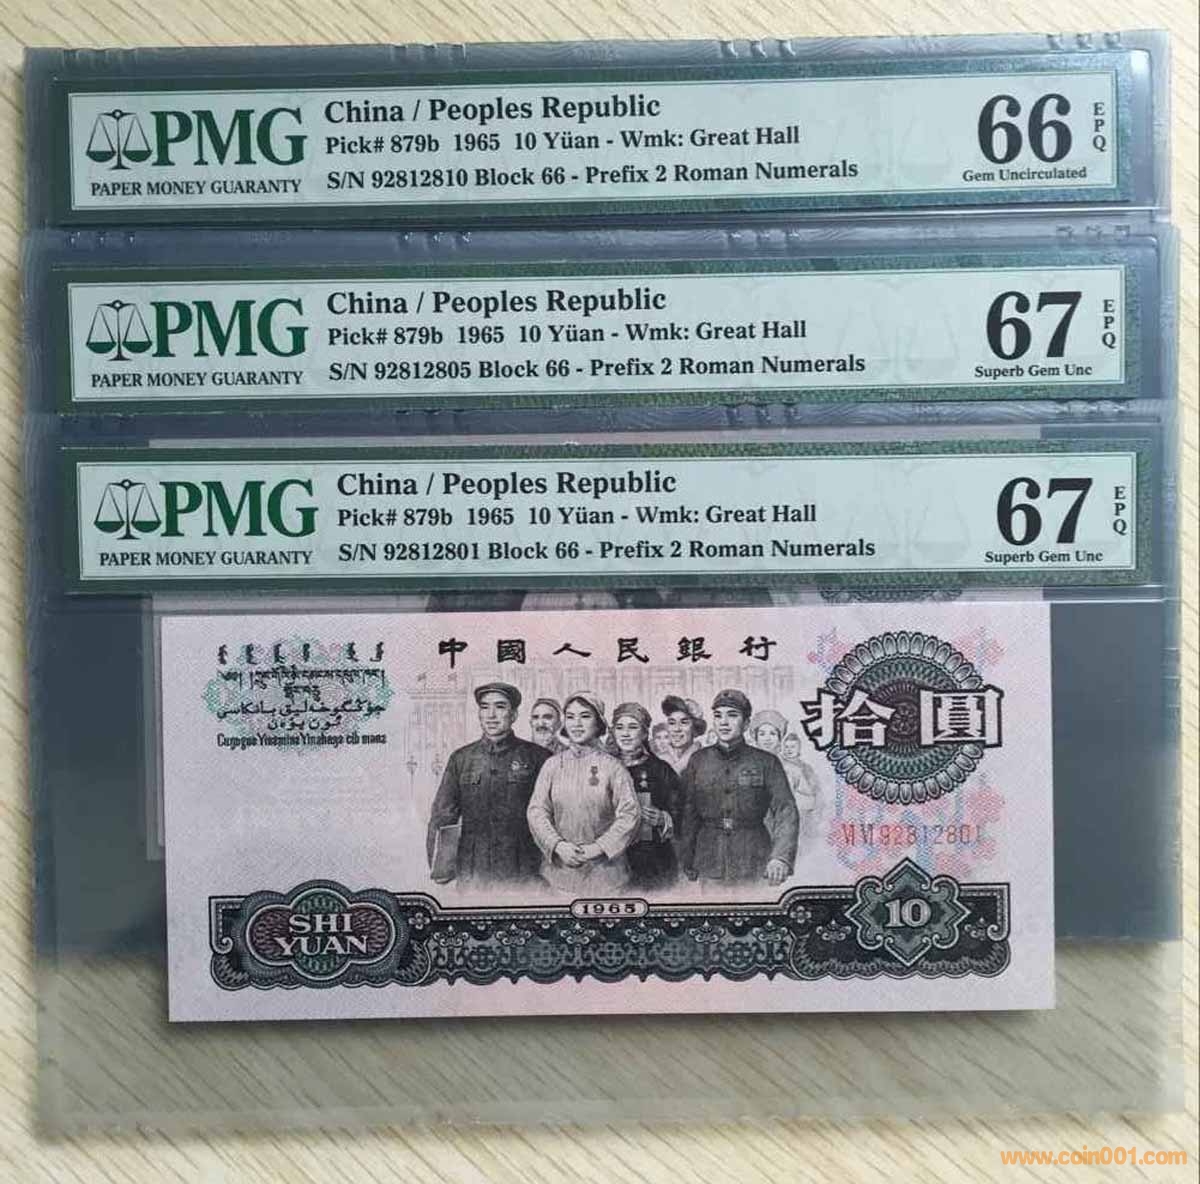 PMG
PAPER MONEY GUARANTY
China / Peoples Republic
Pick# 879b 1965 10 Yüan - Wmk: Great Hall
S/N 92812810 Block 66 - Prefix 2 Roman Numerals
66
EPQ
Gem Uncirculated
PMG
PAPER MONEY GUARANTY
China / Peoples Republic
Pick# 879b 1965 10 Yüan - Wmk: Great Hall
S/N 92812805 Block 66 - Prefix 2 Roman Numerals
67
EPQ
Superb Gem Unc
PMG
PAPER MONEY GUARANTY
China / Peoples Republic
Pick# 879b 1965 10 Yüan - Wmk: Great Hall
S/N 92812801 Block 66 - Prefix 2 Roman Numerals
67
EPQ
Superb Gem Unc
中國人民銀行
拾圓
VI VI 92812801
1965
SHI
YUAN
10
www.coin001.com